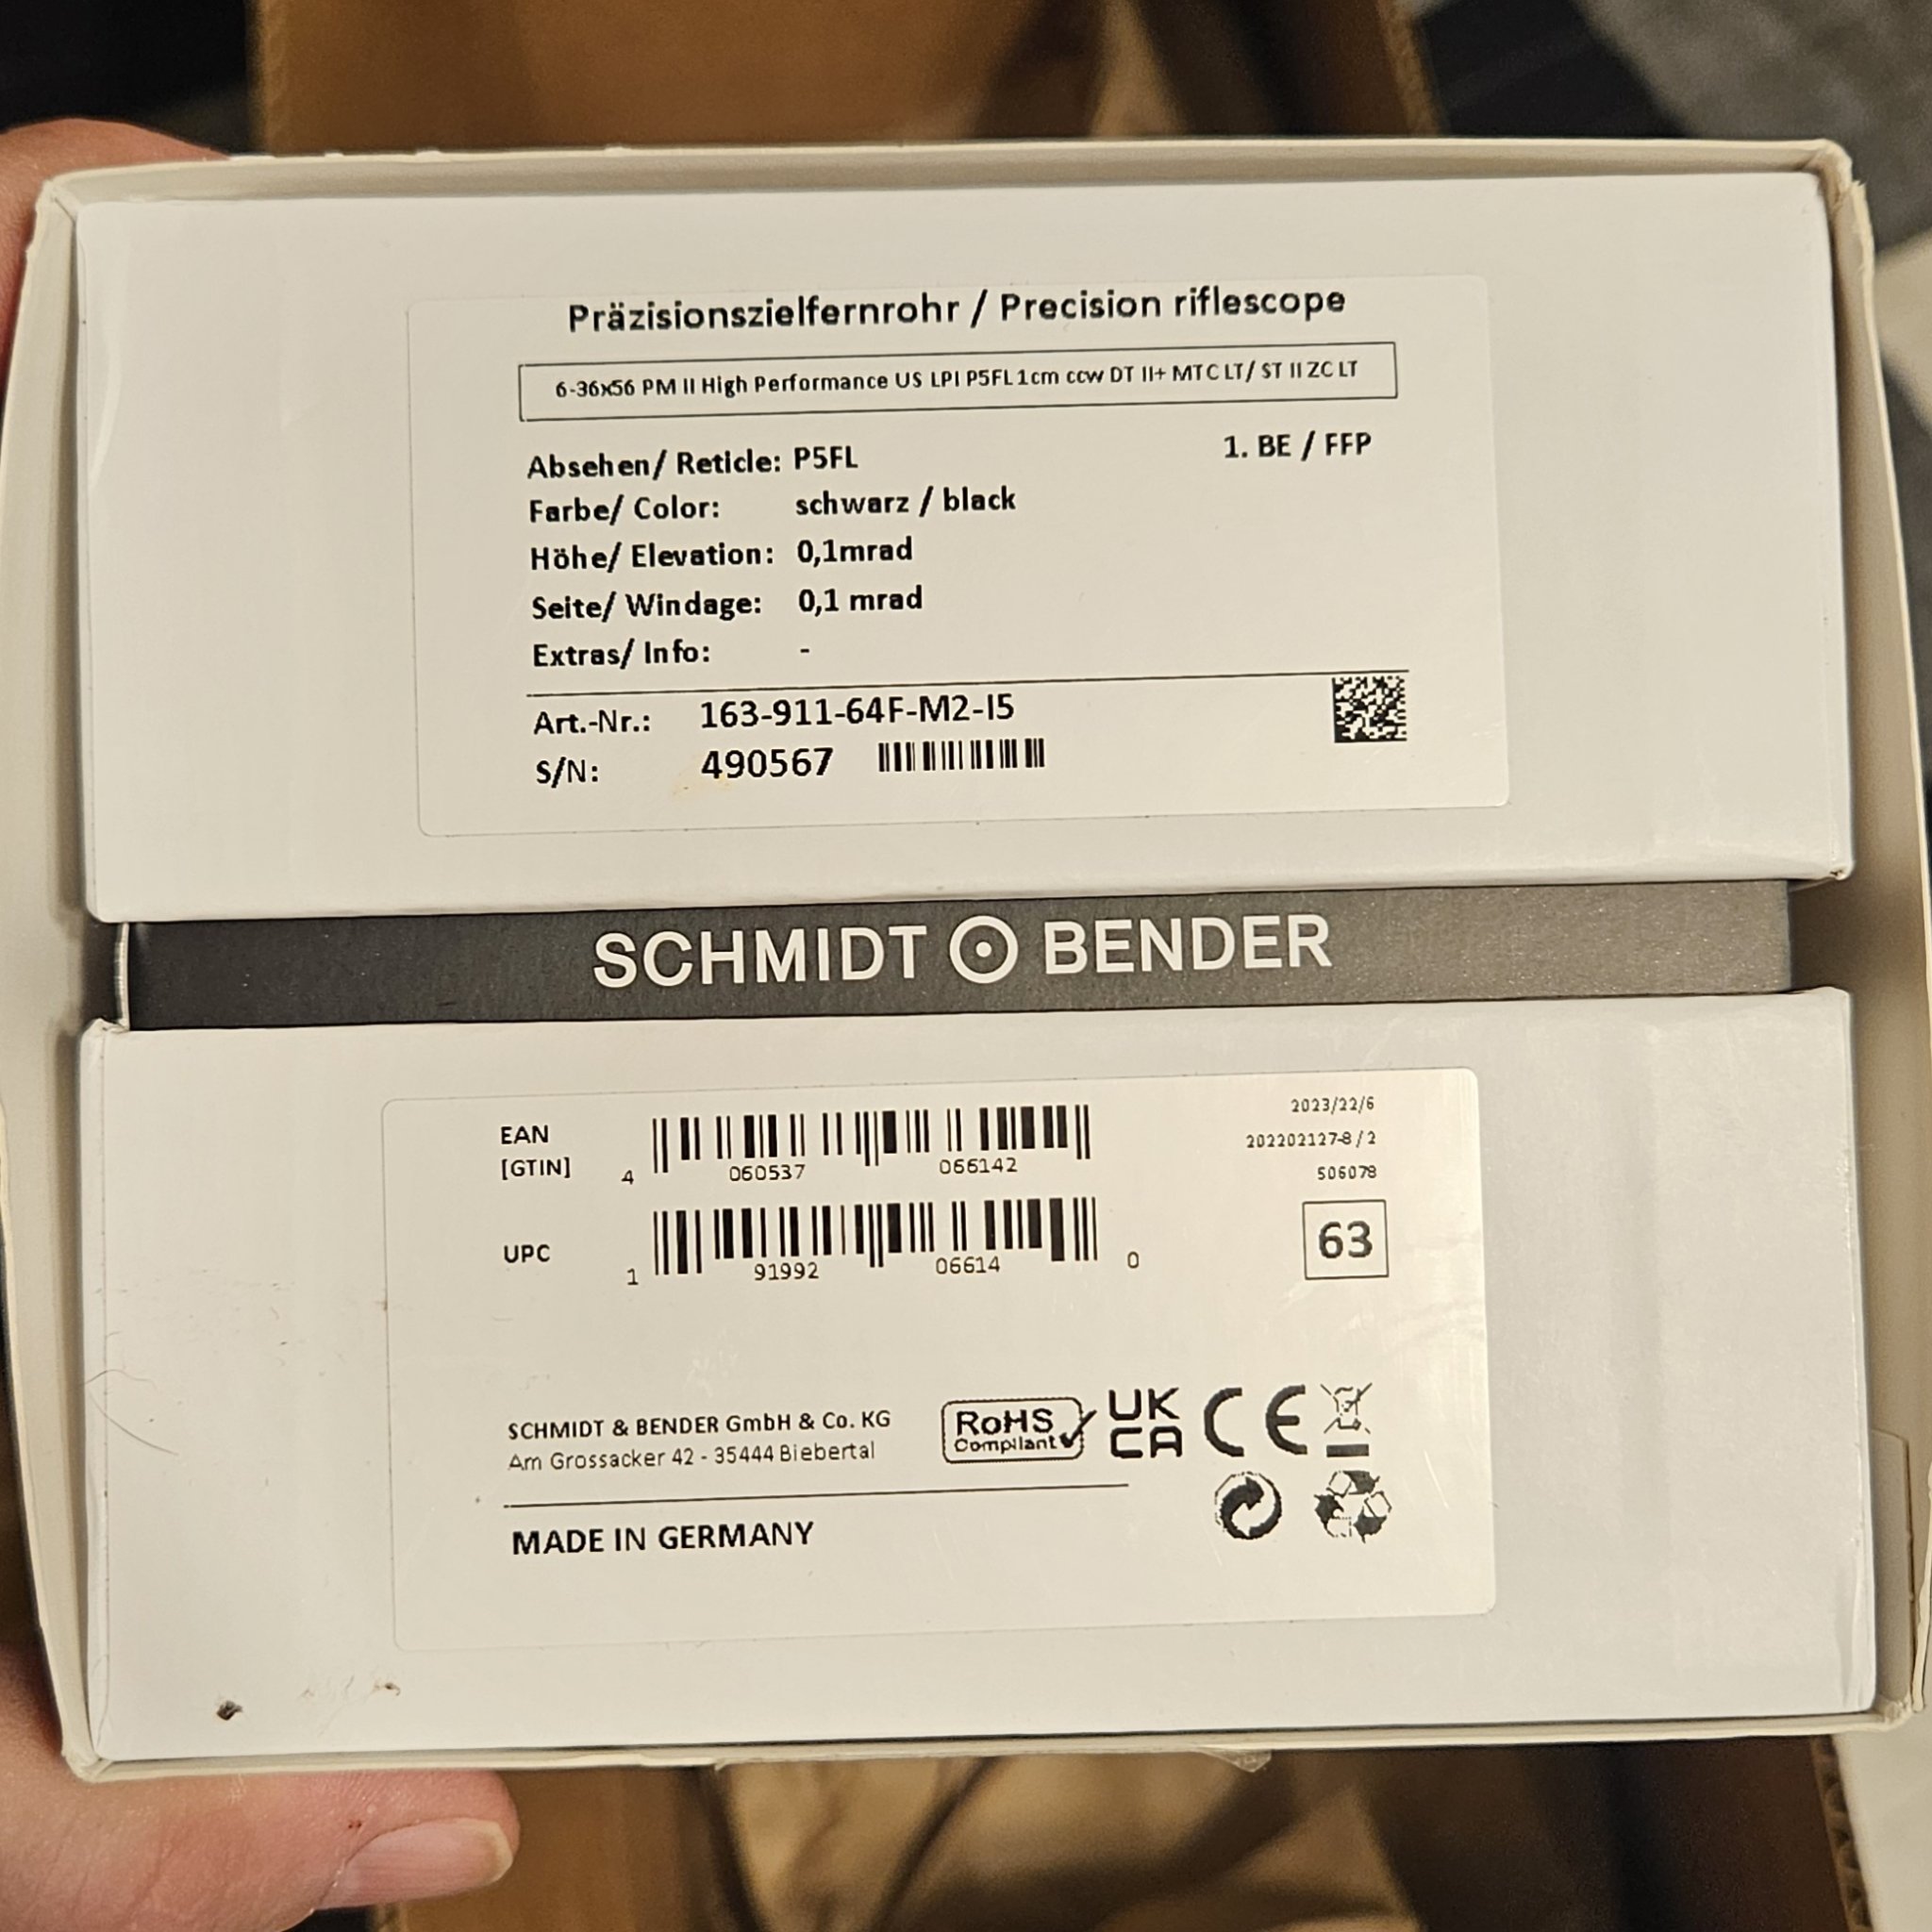 Präzisionszielfernrohr / Precision riflescope
6-36x56 PM II High Performance US LPI P5FL 1cm ccw DT II+ MTC LT/ ST II ZC LT
Absehen/ Reticle: P5FL 1. BE / FFP
Farbe/ Color: schwarz / black
Höhe/ Elevation: 0,1mrad
Seite/ Windage: 0,1 mrad
Extras/ Info: -
Art.-Nr.: 163-911-64F-M2-I5
S/N: 490567
SCHMIDT BENDER
EAN
[GTIN]
4 060537 066142
2023/22/6
202202127-8 / 2
506078
UPC
1 91992 06614 0
63
SCHMIDT & BENDER GmbH & Co. KG
Am Grossacker 42 - 35444 Biebertal
RoHS
Compliant
UK
CA
CE
MADE IN GERMANY